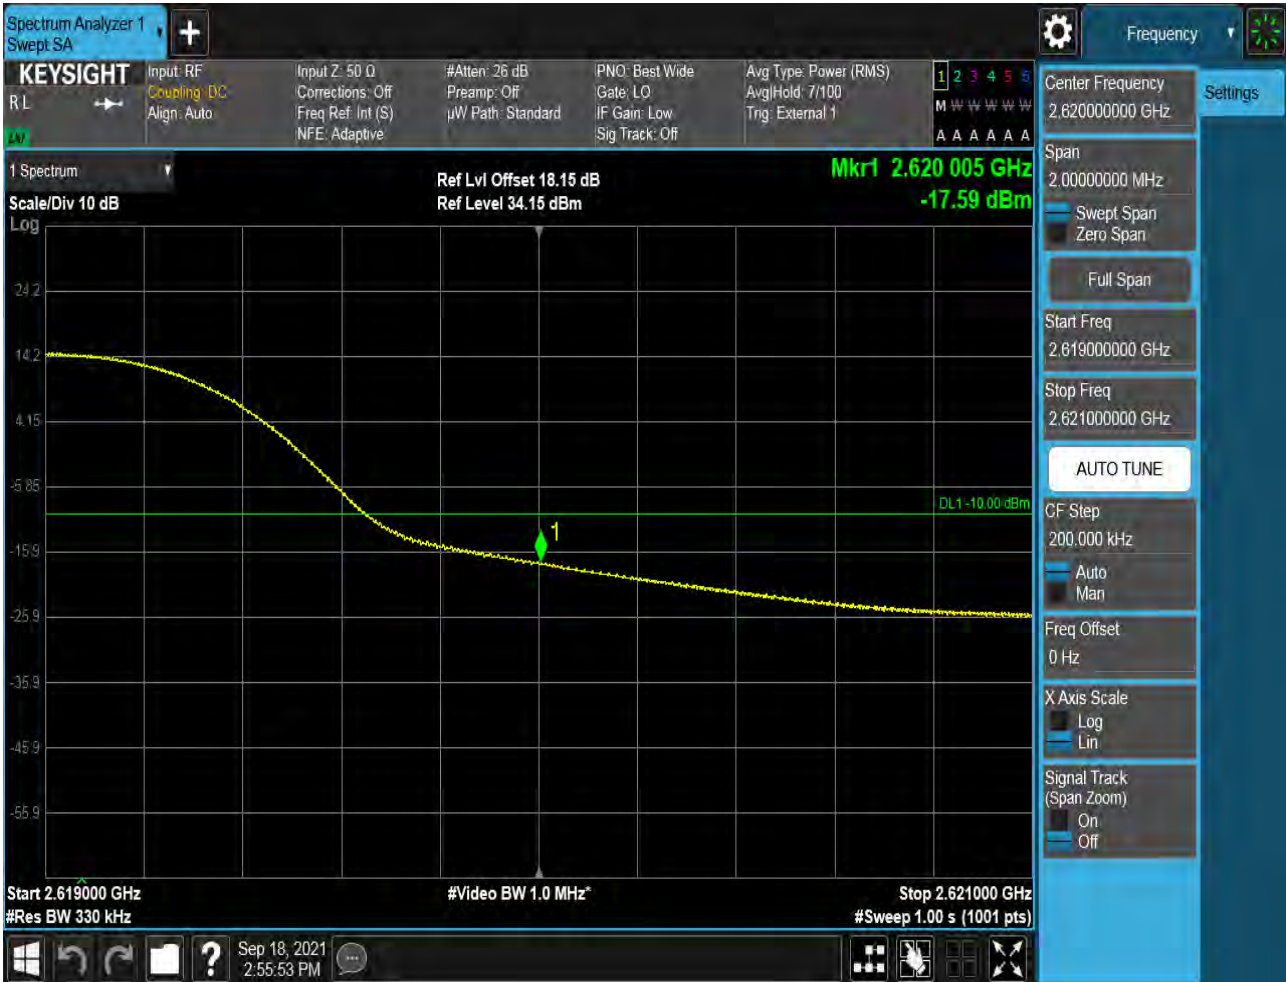 Spectrum Analyzer 1
Swept SA
Frequency
KEYSIGHT
R L
Input: RF
Coupling: DC
Align: Auto
Input Z: 50 Ω
Corrections: Off
Freq Ref: Int (S)
NFE: Adaptive
#Atten: 26 dB
Preamp: Off
µW Path: Standard
PNO: Best Wide
Gate: LO
IF Gain: Low
Sig Track: Off
Avg Type: Power (RMS)
Avg|Hold: 7/100
Trig: External 1
1 2 3 4 5 6
M W W W W W
A A A A A A
1 Spectrum
Scale/Div 10 dB
Log
Ref Lvl Offset 18.15 dB
Ref Level 34.15 dBm
Mkr1 2.620 005 GHz
-17.59 dBm
24.2
14.2
4.15
-5.85
-15.9
-25.9
-35.9
-45.9
-55.9
DL1 -10.00 dBm
1
Start 2.619000 GHz
#Res BW 330 kHz
#Video BW 1.0 MHz*
Stop 2.621000 GHz
#Sweep 1.00 s (1001 pts)
Center Frequency
2.620000000 GHz
Settings
Span
2.00000000 MHz
Swept Span
Zero Span
Full Span
Start Freq
2.619000000 GHz
Stop Freq
2.621000000 GHz
AUTO TUNE
CF Step
200.000 kHz
Auto
Man
Freq Offset
0 Hz
X Axis Scale
Log
Lin
Signal Track
(Span Zoom)
On
Off
?
Sep 18, 2021
2:55:53 PM